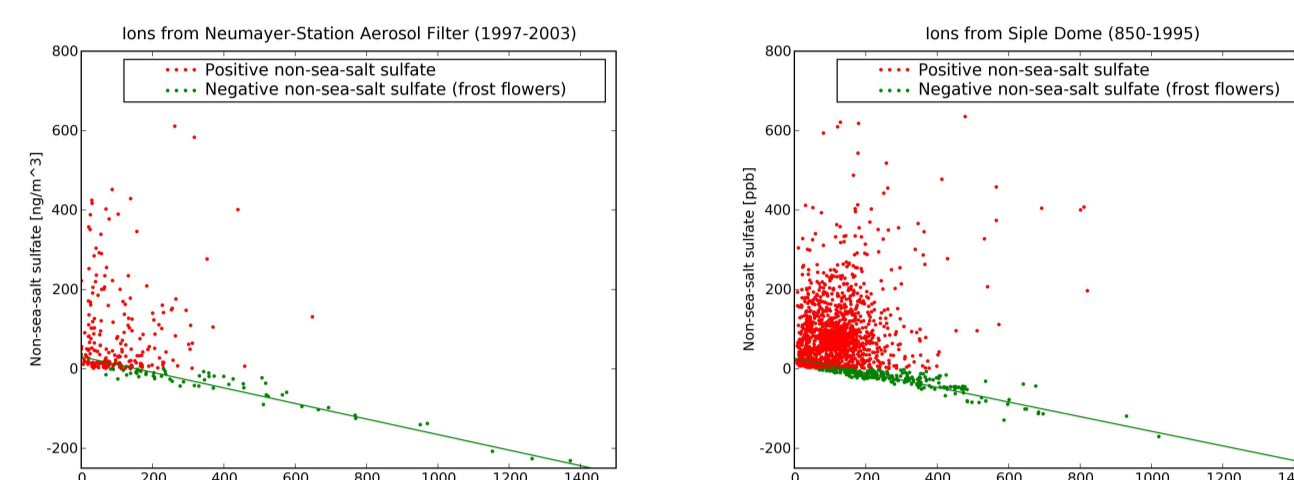 Ions from Neumayer-Station Aerosol Filter (1997-2003)
800
Positive non-sea-salt sulfate
Negative non-sea-salt sulfate (frost flowers)
600
400
200
0
-200
Non-sea-salt sulfate [ng/m^3]
0 200 400 600 800 1000 1200 1400
Ions from Siple Dome (850-1995)
800
Positive non-sea-salt sulfate
Negative non-sea-salt sulfate (frost flowers)
600
400
200
0
-200
Non-sea-salt sulfate [ppb]
200 400 600 800 1000 1200